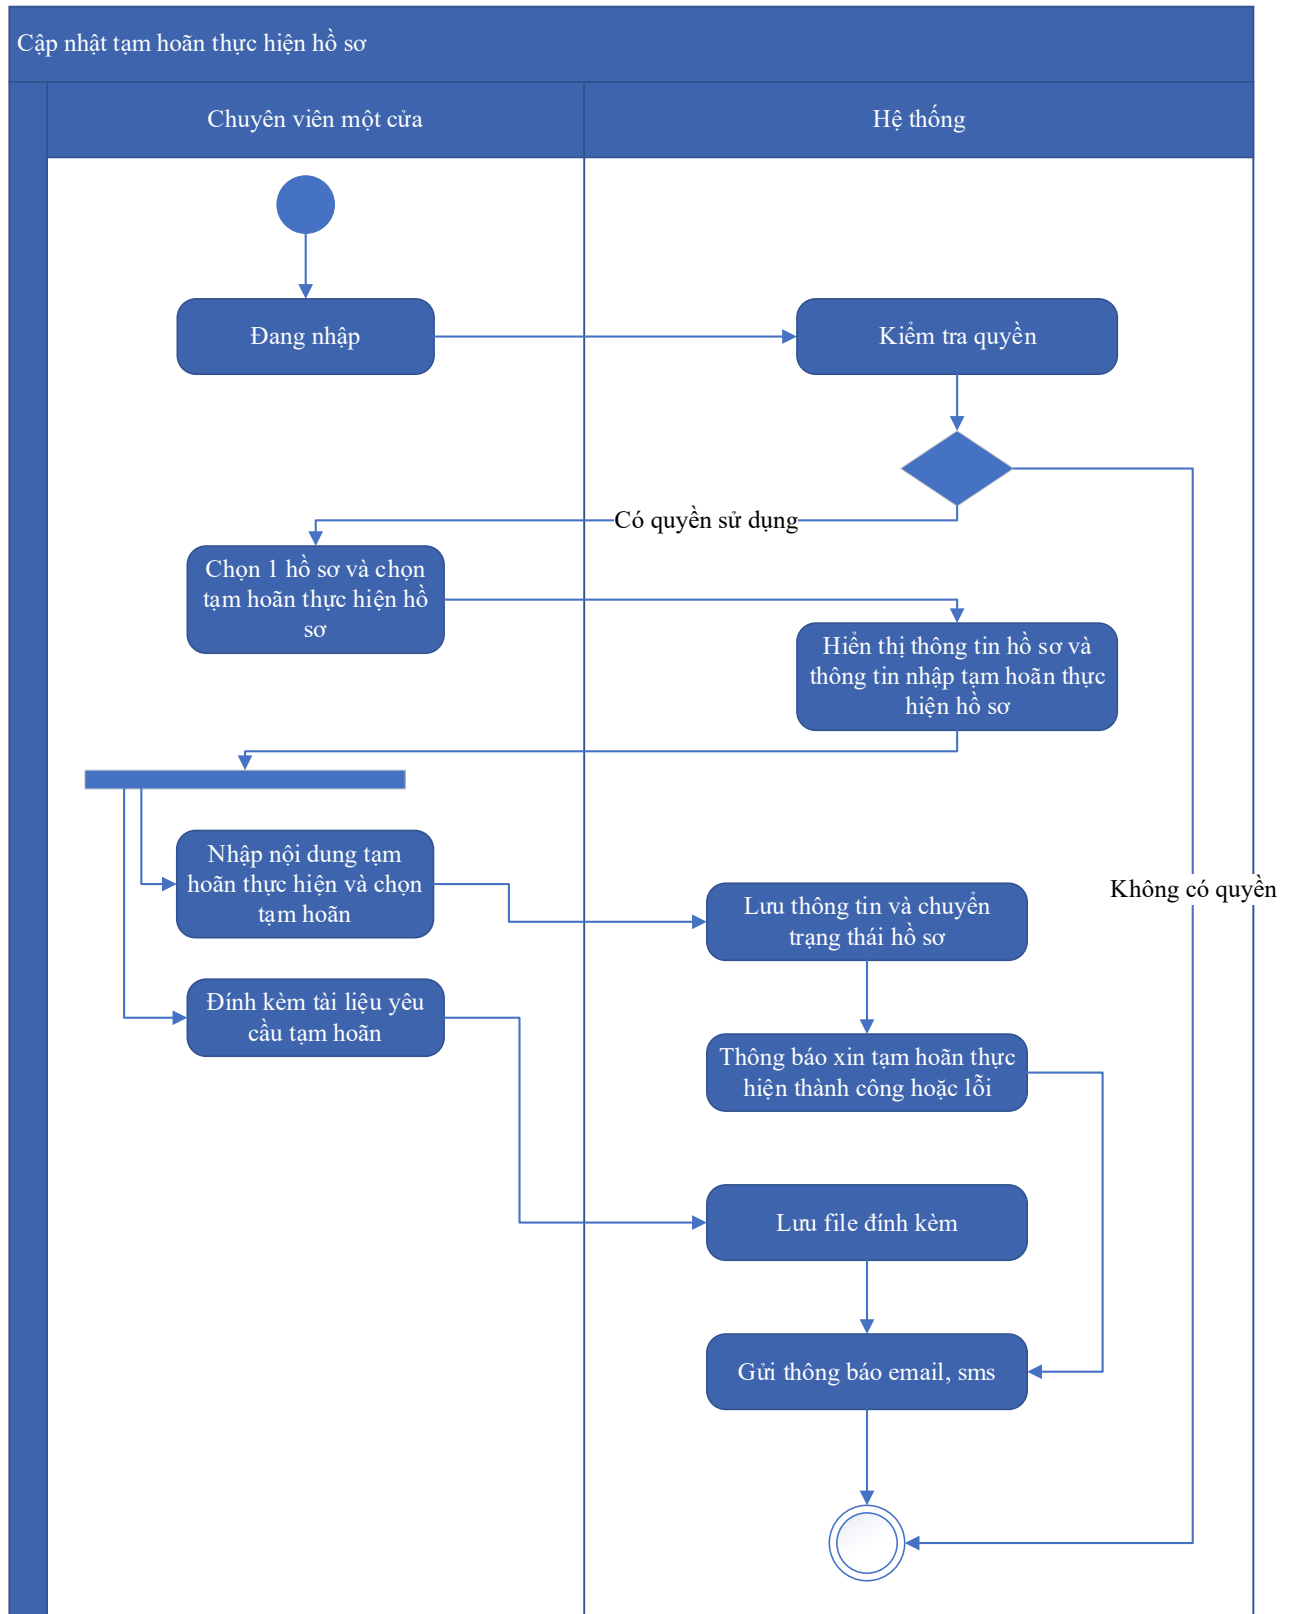 Cập nhật tạm hoãn thực hiện hồ sơ
Chuyên viên một cửa
Hệ thống
Đang nhập
Kiểm tra quyền
Có quyền sử dụng
Chọn 1 hồ sơ và chọn
tạm hoãn thực hiện hồ
sơ
Hiển thị thông tin hồ sơ và
thông tin nhập tạm hoãn thực
hiện hồ sơ
Nhập nội dung tạm
hoãn thực hiện và chọn
tạm hoãn
Lưu thông tin và chuyển
trạng thái hồ sơ
Không có quyền
Đính kèm tài liệu yêu
cầu tạm hoãn
Thông báo xin tạm hoãn thực
hiện thành công hoặc lỗi
Lưu file đính kèm
Gửi thông báo email, sms